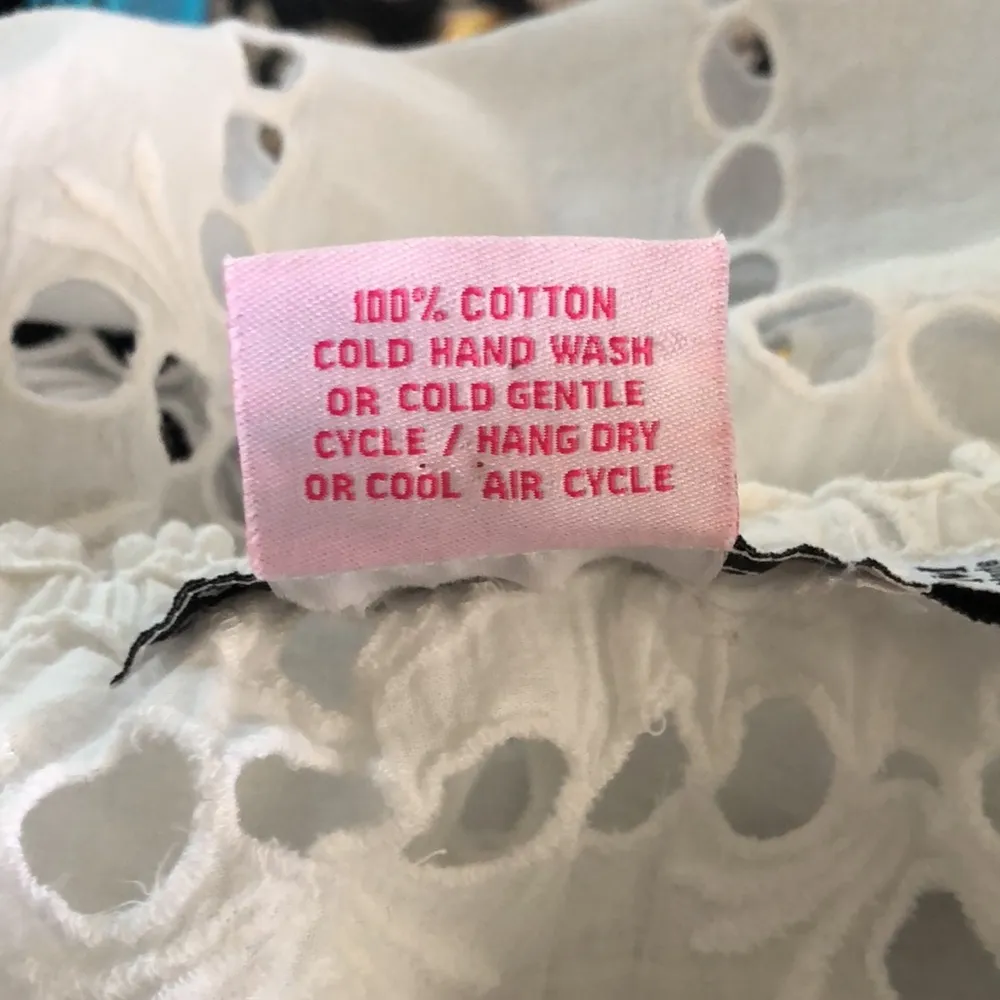 100% COTTON
COLD HAND WASH
OR COLD GENTLE
CYCLE / HANG DRY
OR COOL AIR CYCLE